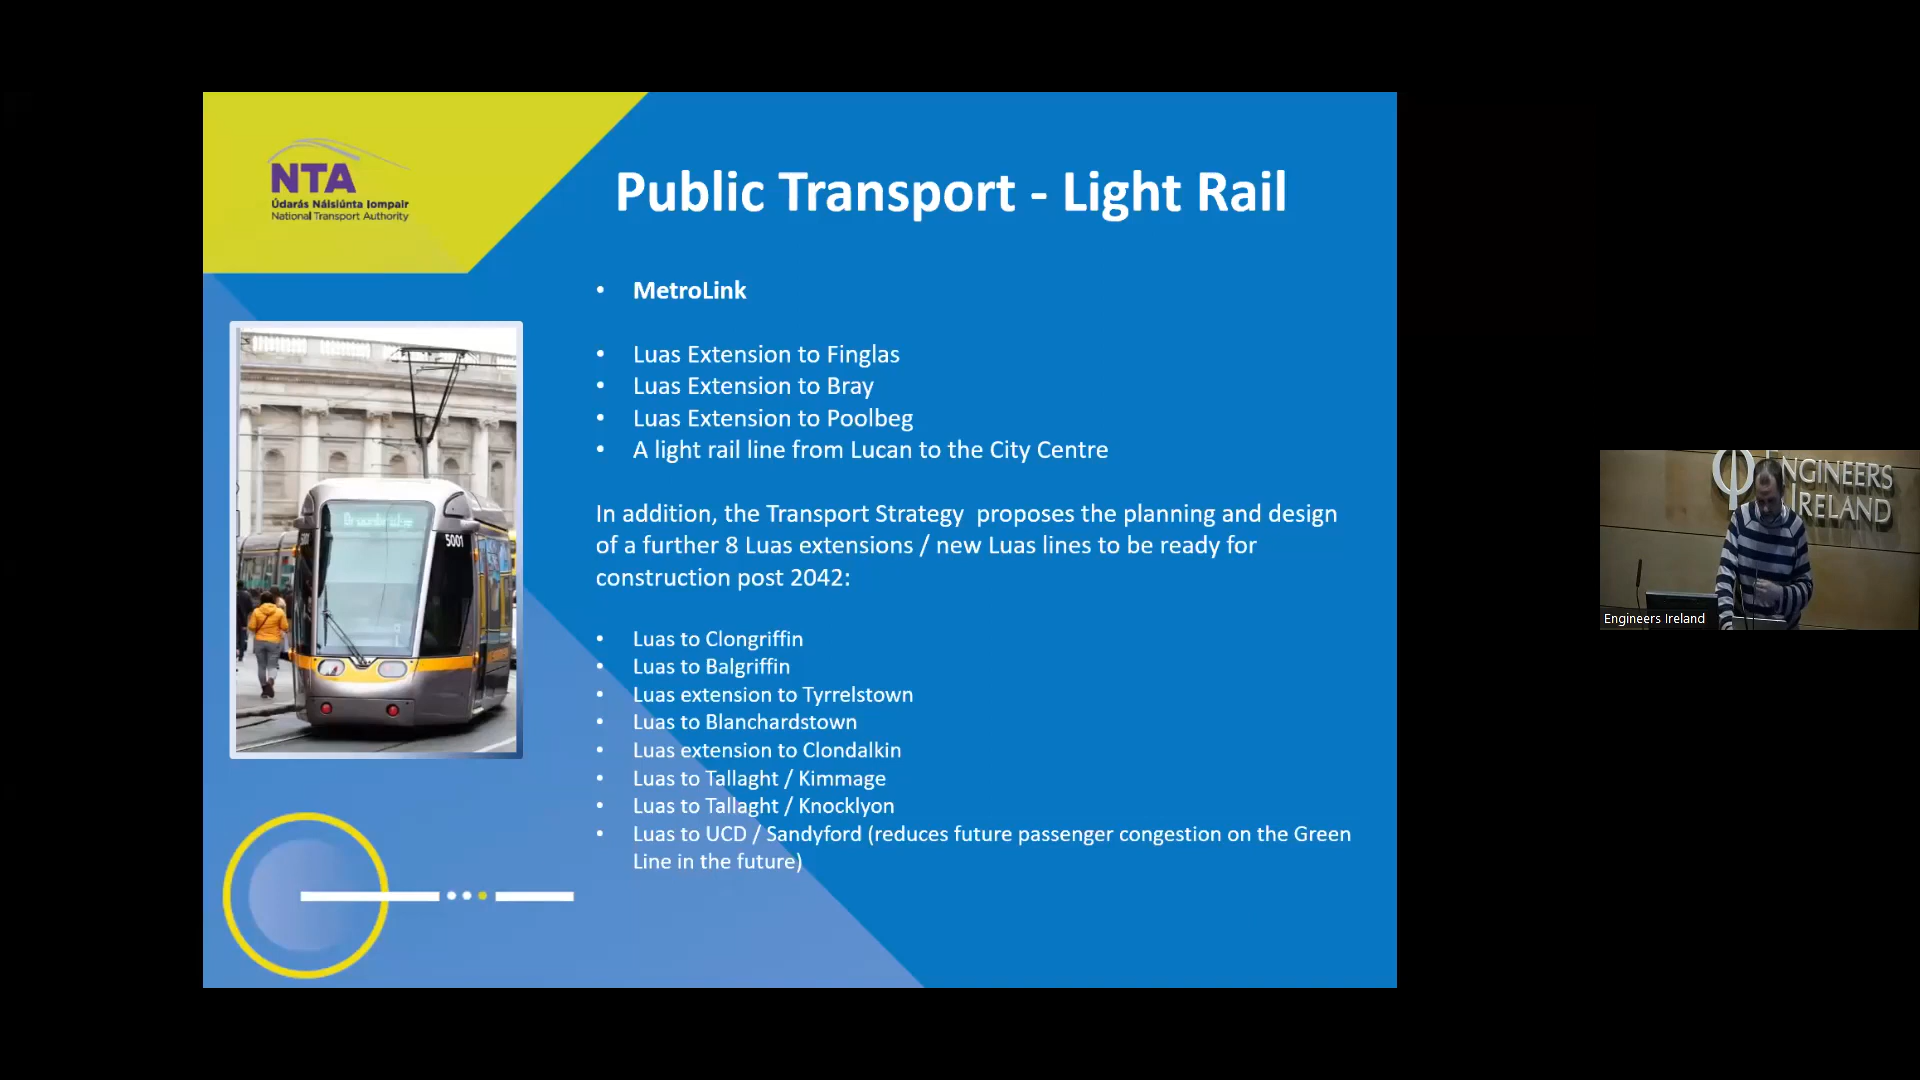 NTA
Údarás Náisiúnta Iompair
National Transport Authority
Public Transport - Light Rail
• MetroLink
• Luas Extension to Finglas
• Luas Extension to Bray
• Luas Extension to Poolbeg
• A light rail line from Lucan to the City Centre
In addition, the Transport Strategy proposes the planning and design
of a further 8 Luas extensions / new Luas lines to be ready for
construction post 2042:
• Luas to Clongriffin
• Luas to Balgriffin
• Luas extension to Tyrrelstown
• Luas to Blanchardstown
• Luas extension to Clondalkin
• Luas to Tallaght / Kimmage
• Luas to Tallaght / Knocklyon
• Luas to UCD / Sandyford (reduces future passenger congestion on the Green
Line in the future)
5001
ENGINEERS
IRELAND
Engineers Ireland